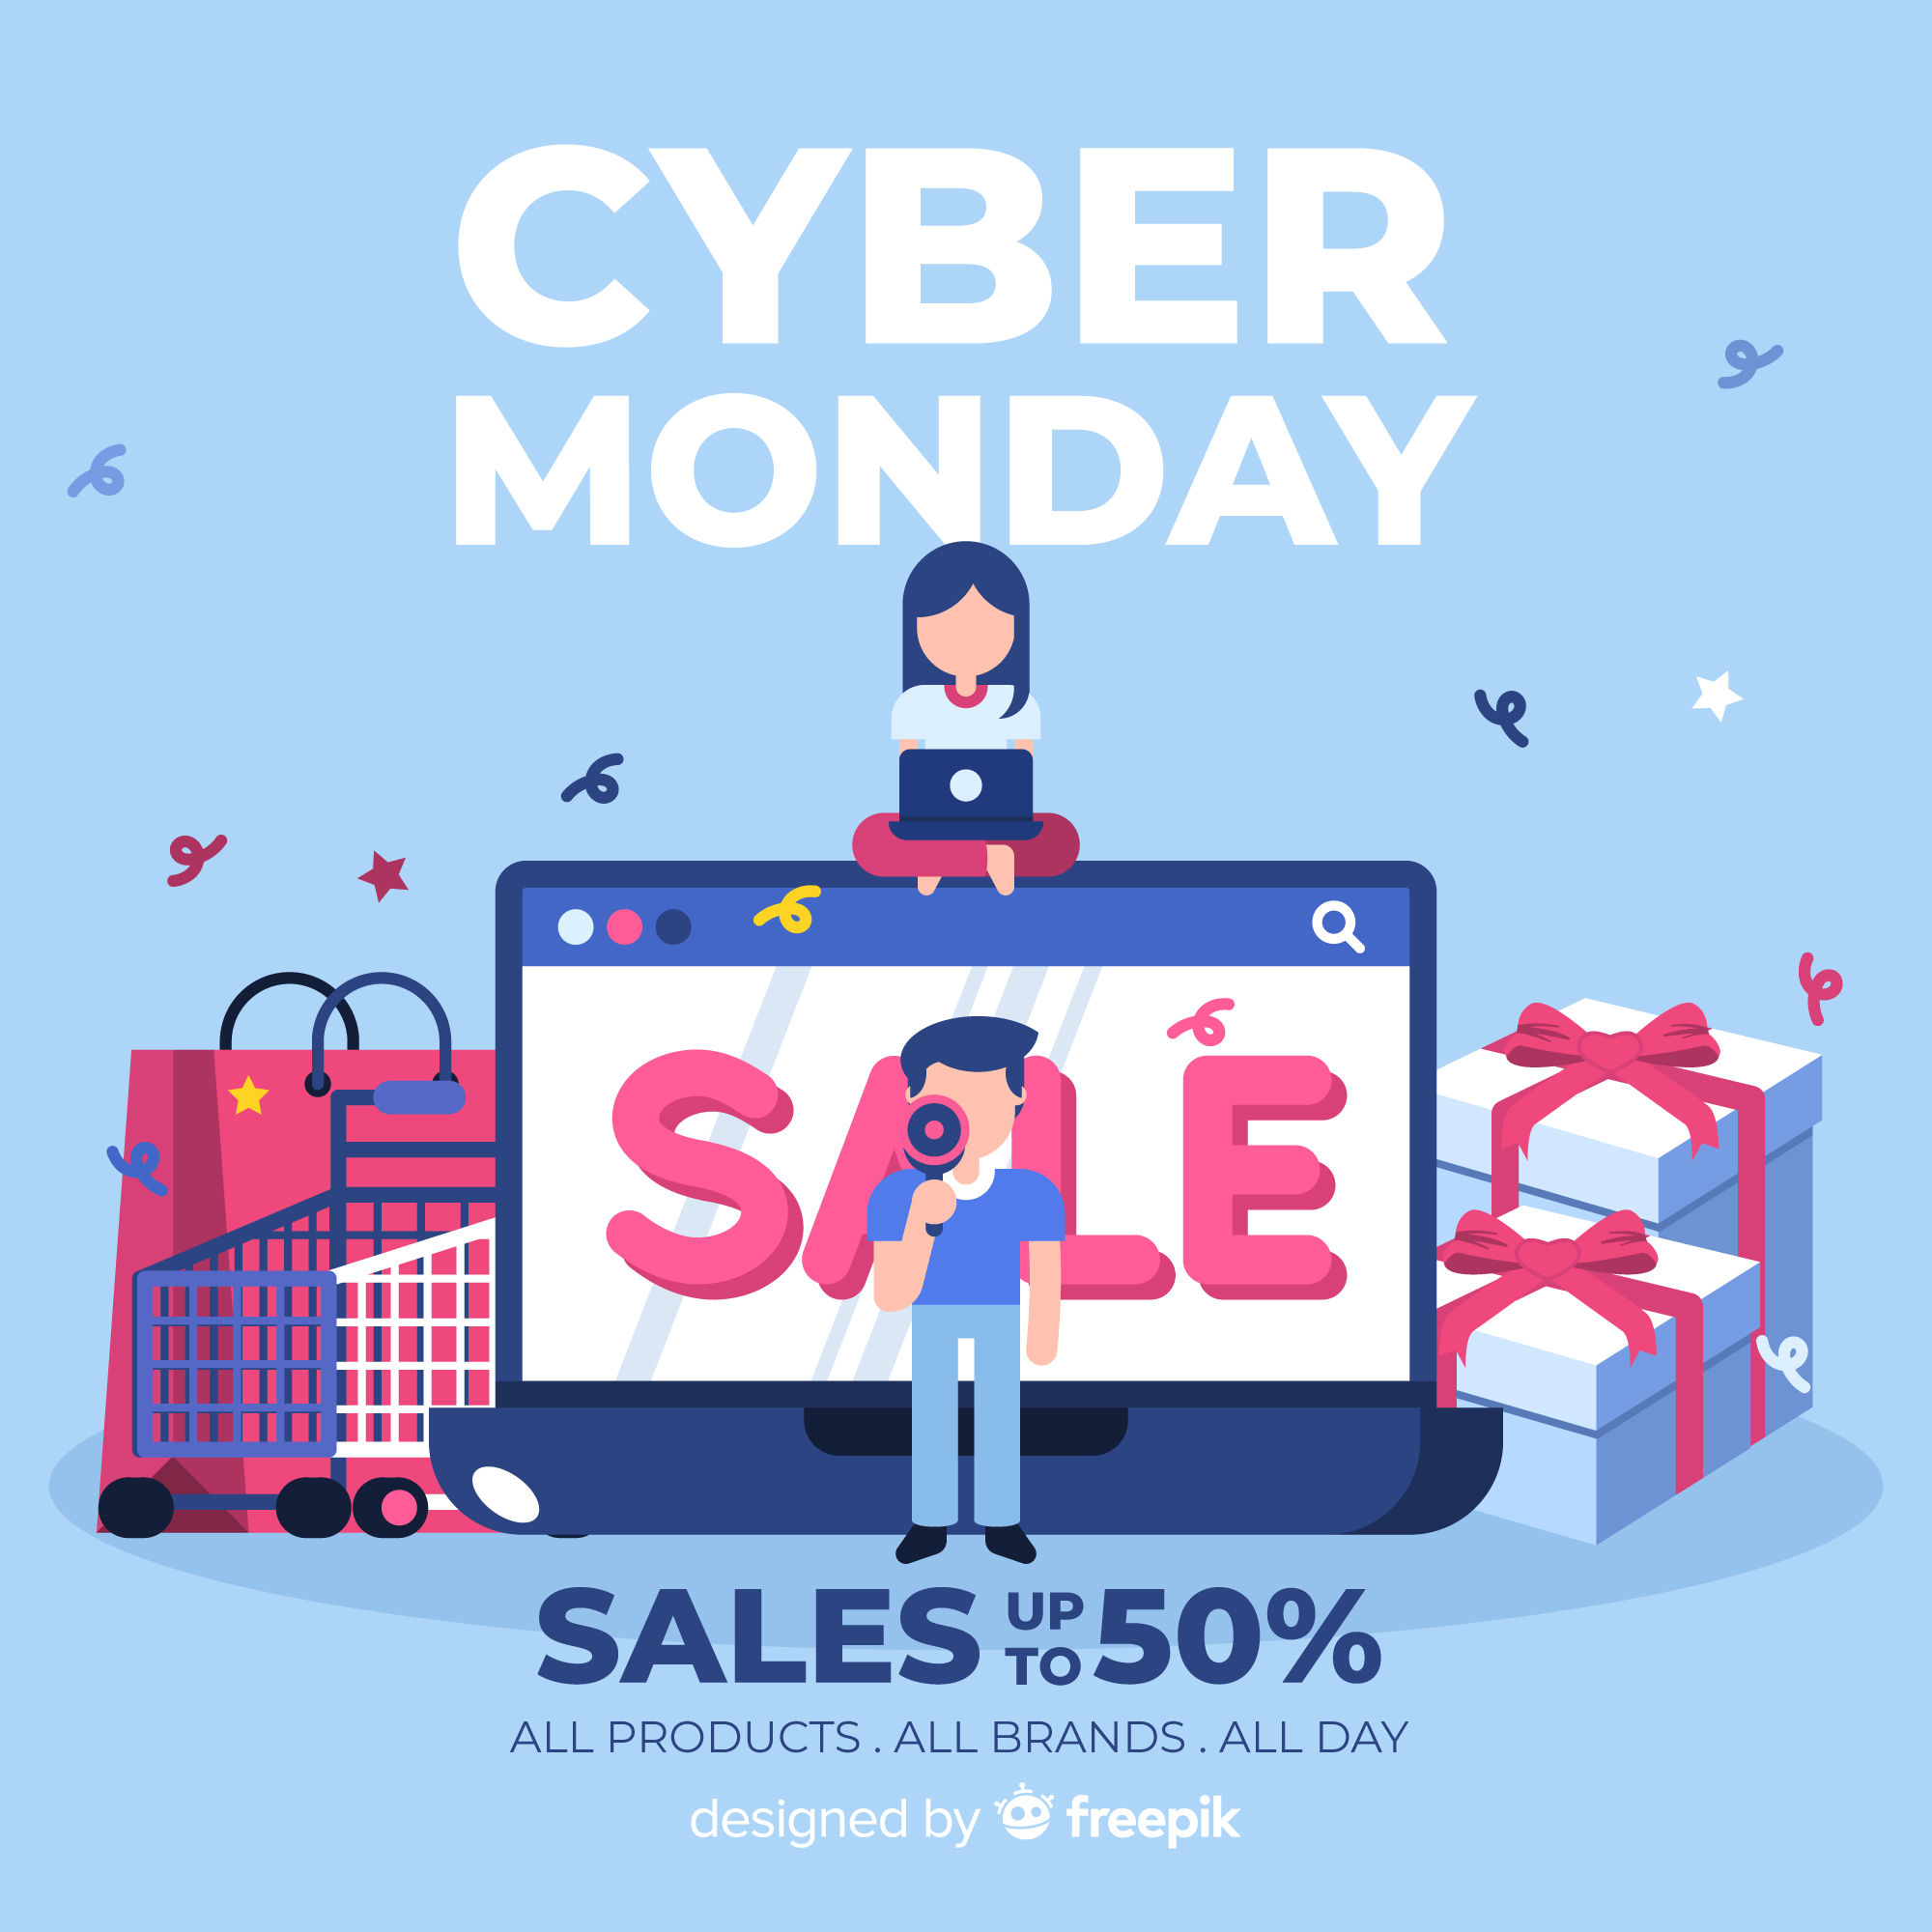 CYBER
MONDAY
SALE
SALES UP TO 50%
ALL PRODUCTS . ALL BRANDS . ALL DAY
designed by freepik